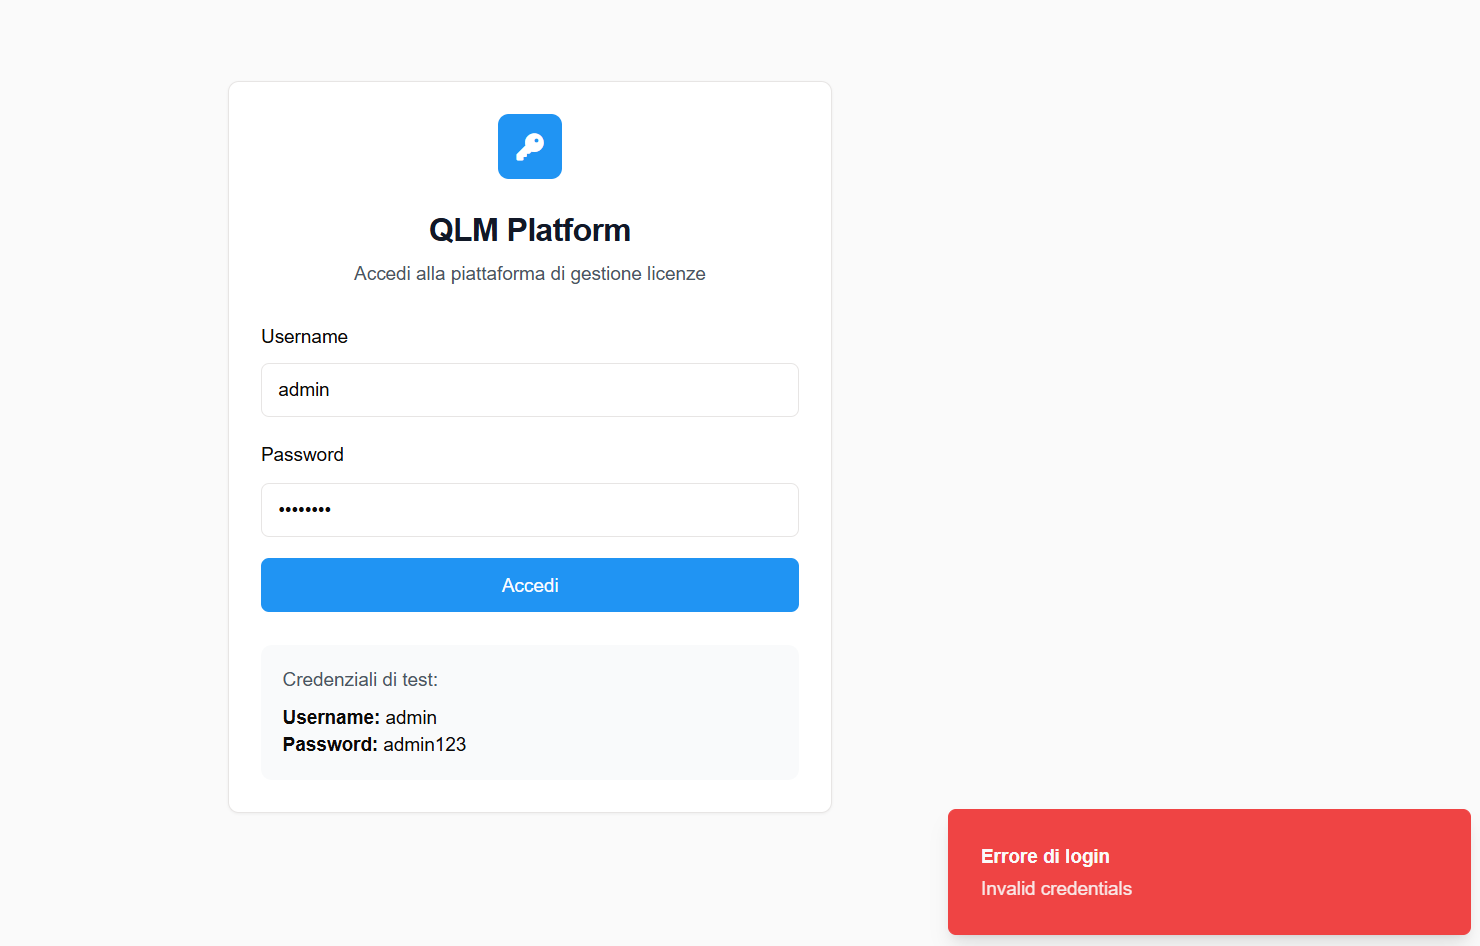 QLM Platform
Accedi alla piattaforma di gestione licenze
Username
admin
Password
••••••••
Accedi
Credenziali di test:
Username: admin
Password: admin123
Errore di login
Invalid credentials